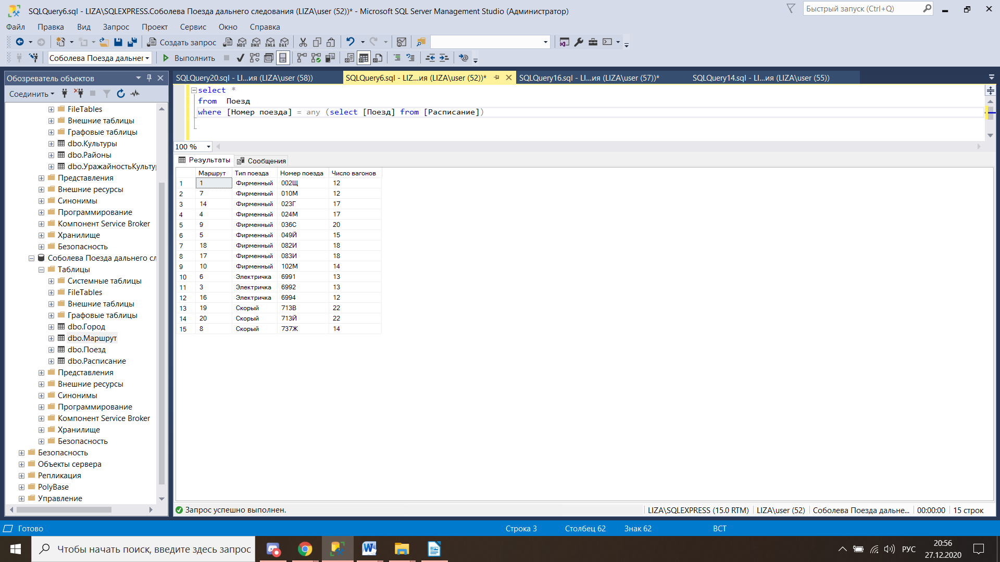 SQLQuery6.sql - LIZA\SQLEXPRESS.Соболева Поезда дальнего следования (LIZA\user (52))* - Microsoft SQL Server Management Studio (Администратор)
Быстрый запуск (Ctrl+Q)
Файл Правка Вид Запрос Проект Сервис Окно Справка
Создать запрос
MDX DMX XMLA DAX
Соболева Поезда дальнег
Выполнить
Обозреватель объектов
SQLQuery20.sql - LI...ия (LIZA\user (58))
SQLQuery6.sql - LIZ...ия (LIZA\user (52))*
SQLQuery16.sql - LI...ия (LIZA\user (57))*
SQLQuery14.sql - LI...ия (LIZA\user (55))
Соединить
FileTables
Внешние таблицы
Графовые таблицы
dbo.Культуры
dbo.Районы
dbo.УражайностьКульту
Представления
Внешние ресурсы
Синонимы
Программирование
Компонент Service Broker
Хранилище
Безопасность
Соболева Поезда дальнего сл
Таблицы
Системные таблицы
FileTables
Внешние таблицы
Графовые таблицы
dbo.Город
dbo.Маршрут
dbo.Поезд
dbo.Расписание
Представления
Внешние ресурсы
Синонимы
Программирование
Компонент Service Broker
Хранилище
Безопасность
Безопасность
Объекты сервера
Репликация
PolyBase
Управление
select *
from Поезд
where [Номер поезда] = any (select [Поезд] from [Расписание])
100 %
Результаты Сообщения
Маршрут Тип поезда Номер поезда Число вагонов
1 1 Фирменный 002Щ 12
2 7 Фирменный 010М 12
3 14 Фирменный 023Г 17
4 4 Фирменный 024М 17
5 9 Фирменный 036С 20
6 5 Фирменный 049Й 15
7 18 Фирменный 082И 18
8 17 Фирменный 083И 18
9 10 Фирменный 102М 14
10 6 Электричка 6991 13
11 3 Электричка 6992 13
12 16 Электричка 6994 12
13 19 Скорый 713В 22
14 20 Скорый 713Й 22
15 8 Скорый 737Ж 14
Запрос успешно выполнен.
LIZA\SQLEXPRESS (15.0 RTM) LIZA\user (52) Соболева Поезда дальне... 00:00:00 15 строк
Готово
Строка 3 Столбец 62 Знак 62 ВСТ
Чтобы начать поиск, введите здесь запрос
РУС
20:56
27.12.2020